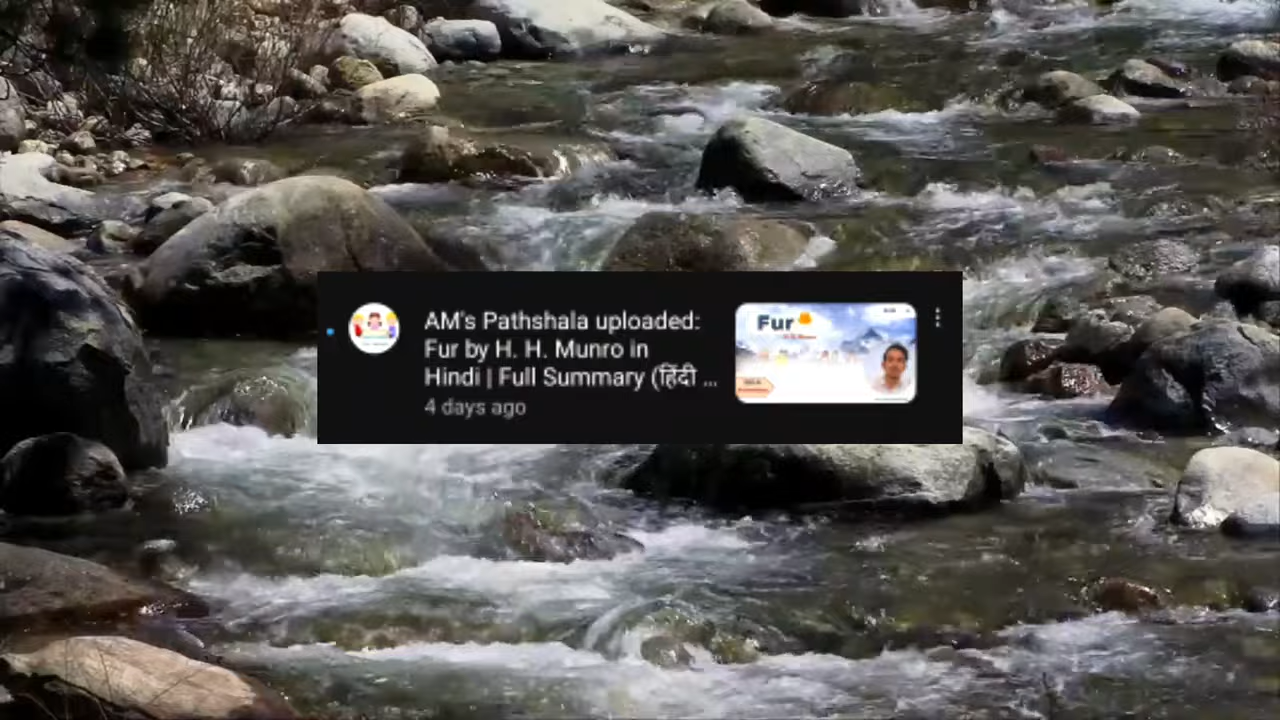 AM's Pathshala uploaded:
Fur by H. H. Munro in
Hindi | Full Summary (हिंदी ...
4 days ago
Fur